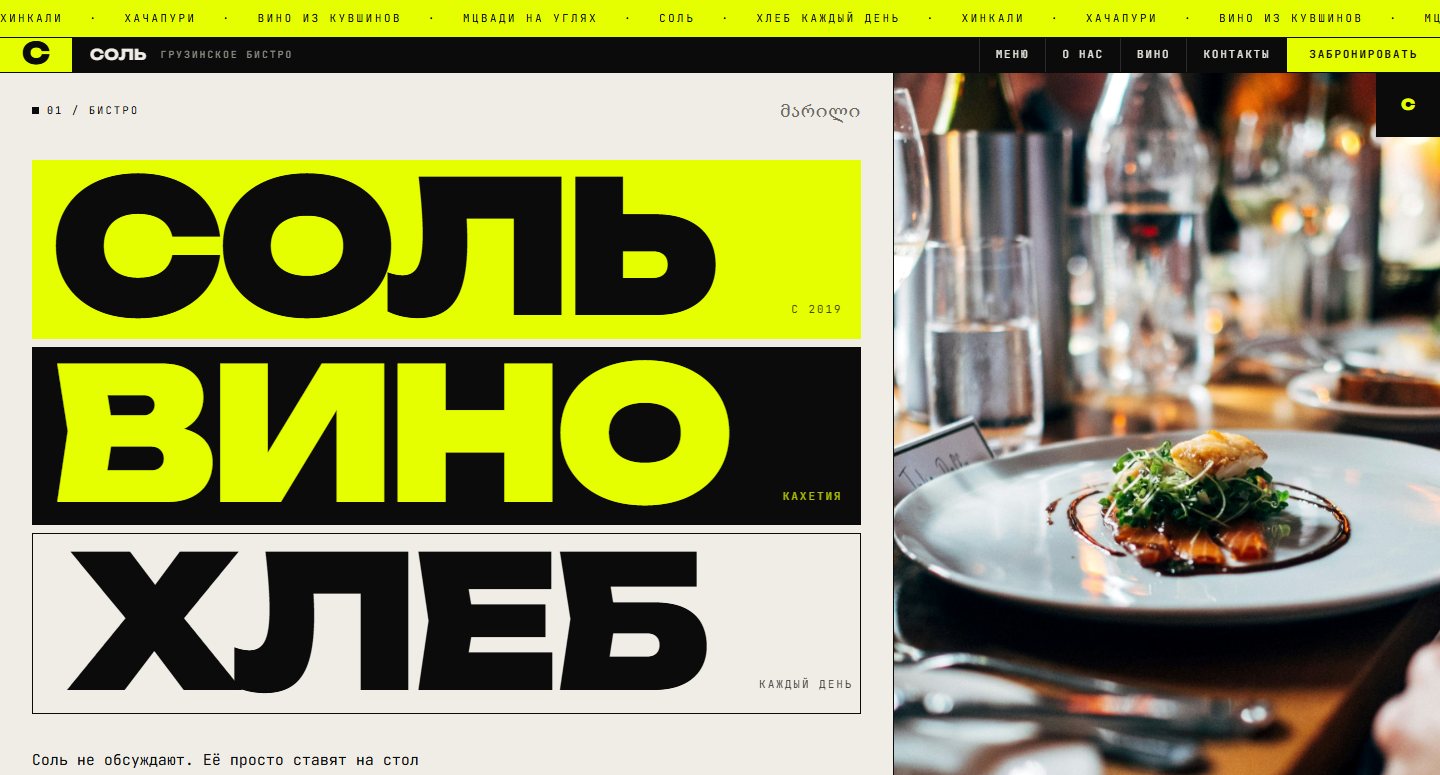 ХИНКАЛИ · ХАЧАПУРИ · ВИНО ИЗ КУВШИНОВ · МЦВАДИ НА УГЛЯХ · СОЛЬ · ХЛЕБ КАЖДЫЙ ДЕНЬ · ХИНКАЛИ · ХАЧАПУРИ · ВИНО ИЗ КУВШИНОВ ·
С СОЛЬ ГРУЗИНСКОЕ БИСТРО МЕНЮ О НАС ВИНО КОНТАКТЫ ЗАБРОНИРОВАТЬ
01 / БИСТРО
მარილი
С
СОЛЬ
С 2019
ВИНО
КАХЕТИЯ
ХЛЕБ
КАЖДЫЙ ДЕНЬ
Соль не обсуждают. Её просто ставят на стол